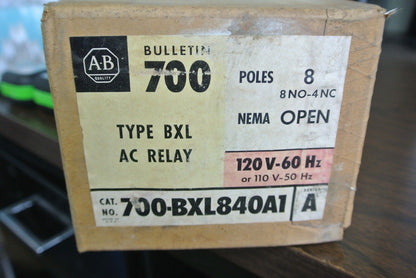 A-B
QUALITY
BULLETIN
700
TYPE BXL
AC RELAY
POLES 8
8 NO-4 NC
NEMA OPEN
120 V-60 Hz
or 110 V-50 Hz
CAT. NO. 700-BXL840A1
SERIES
A